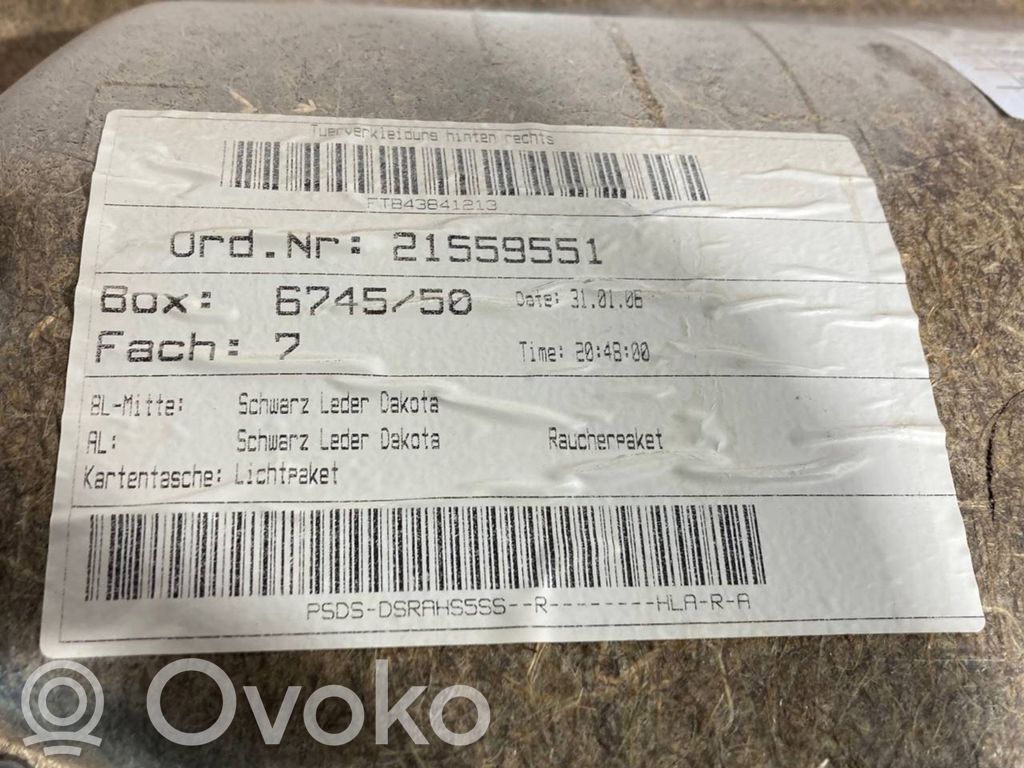 Tuerverkleidung hinten rechts
FTB43841213
Ord.Nr: 21559551
Box: 6745/50 Date: 31.01.06
Fach: 7 Time: 20:48:00
BL-Mitte: Schwarz Leder Dakota
AL: Schwarz Leder Dakota Raucherpaket
Kartentasche: Lichtpaket
PSDS-DSRAHS5SS--R--------HLA-R-A
Ovoko